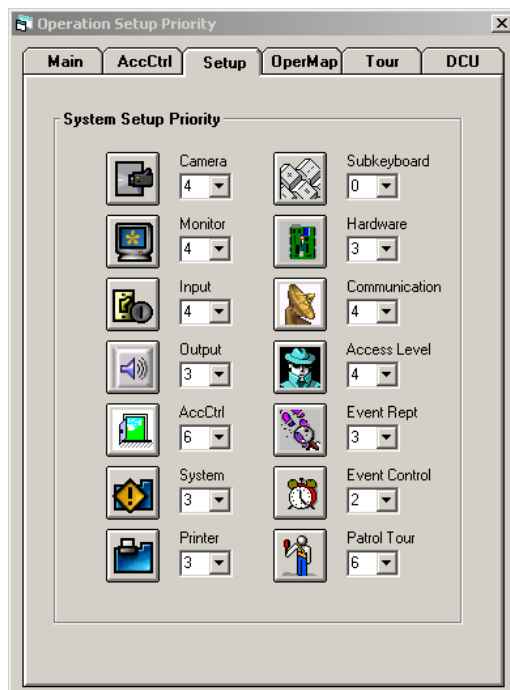 Operation Setup Priority
Main AccCtrl Setup OperMap Tour DCU
System Setup Priority
Camera Subkeyboard
4 0
Monitor Hardware
4 3
Input Communication
4 4
Output Access Level
3 4
AccCtrl Event Rept
6 3
System Event Control
3 2
Printer Patrol Tour
3 6